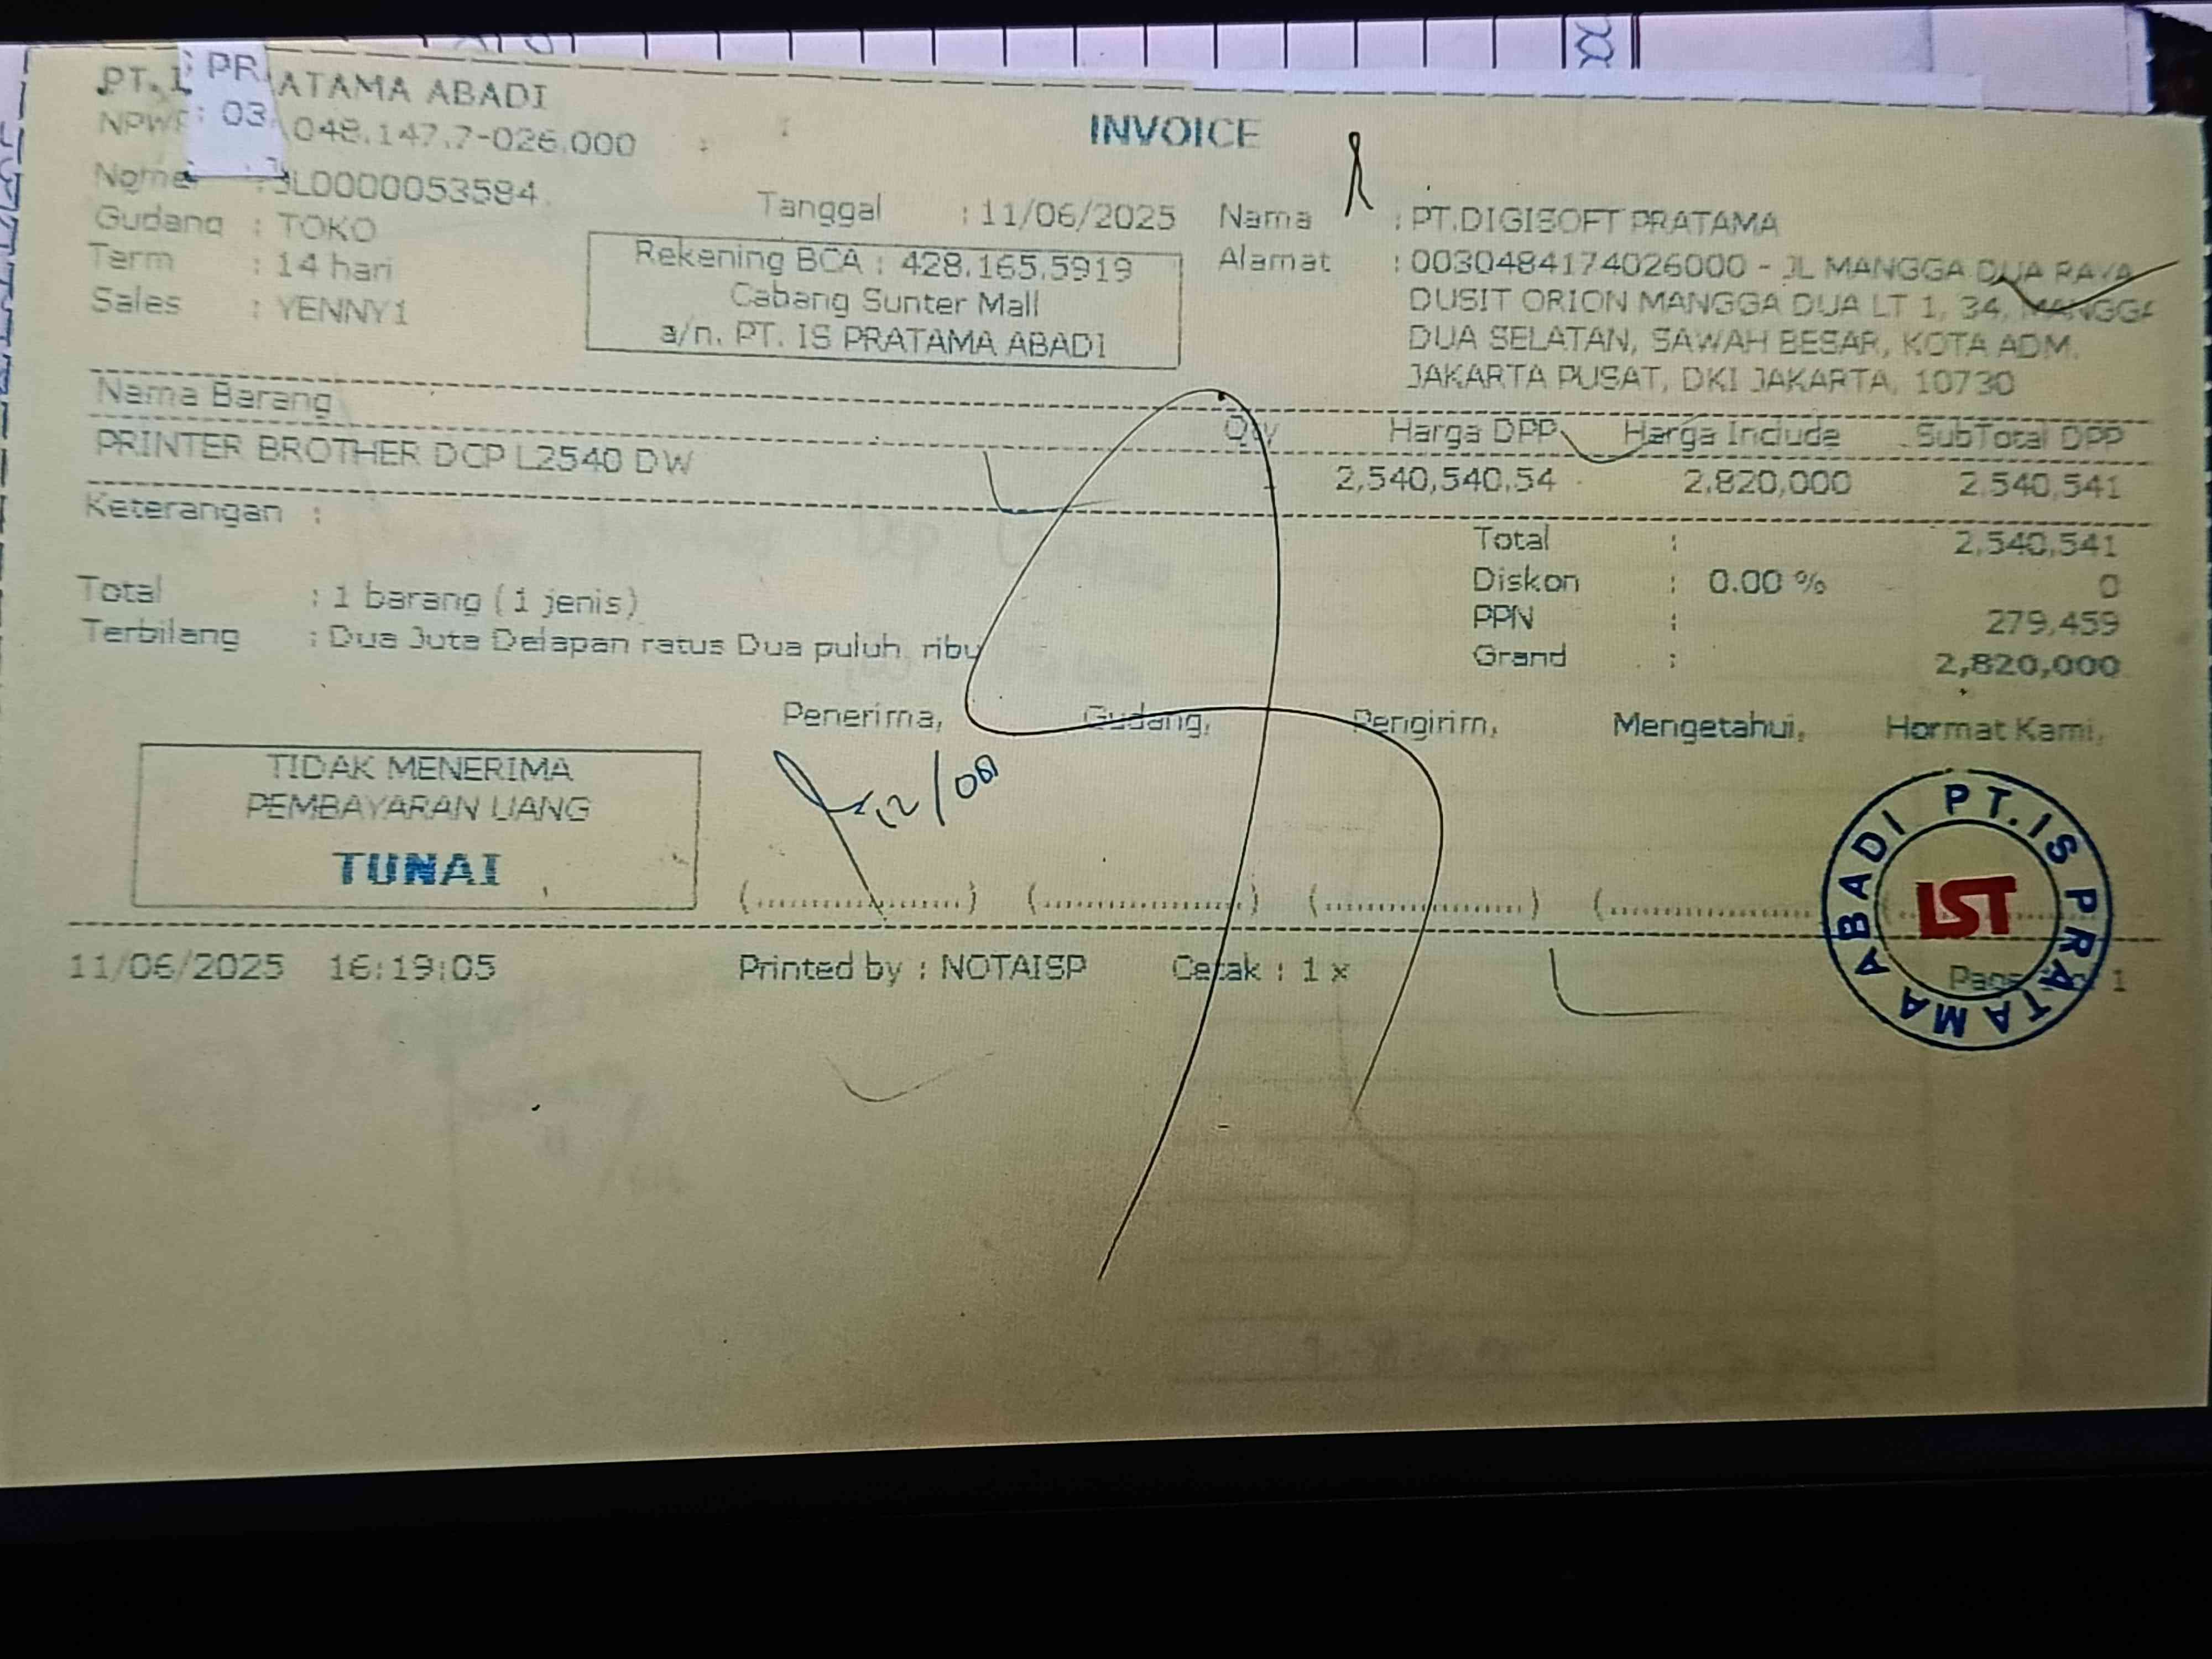 PT. I PRATAMA ABADI
INVOICE
NPWP : 03 048.147.7-026.000
Nomer : JL0000053584
Tanggal : 11/06/2025
Nama : PT.DIGISOFT PRATAMA
Gudang : TOKO
Term : 14 hari
Sales : YENNY1
Rekening BCA : 428.165.5919
Cabang Sunter Mall
a/n. PT. IS PRATAMA ABADI
Alamat : 0030484174026000 - JL MANGGA DUA RAYA
DUSIT ORION MANGGA DUA LT 1, 34, MANGGA
DUA SELATAN, SAWAH BESAR, KOTA ADM.
JAKARTA PUSAT, DKI JAKARTA, 10730
Nama Barang Qty Harga DPP Harga Include SubTotal DPP
PRINTER BROTHER DCP L2540 DW 1 2,540,540.54 2,820,000 2,540,541
Keterangan :
Total : 2,540,541
Diskon : 0.00 % 0
PPN : 279,459
Grand : 2,820,000
Total : 1 barang ( 1 jenis)
Terbilang : Dua Juta Delapan ratus Dua puluh ribu
Penerima, Gudang, Pengirim, Mengetahui, Hormat Kami,
TIDAK MENERIMA
PEMBAYARAN UANG
TUNAI
PT. IS PRATAMA ABADI
IST
11/06/2025 16:19:05 Printed by : NOTAISP Cetak : 1 x 1